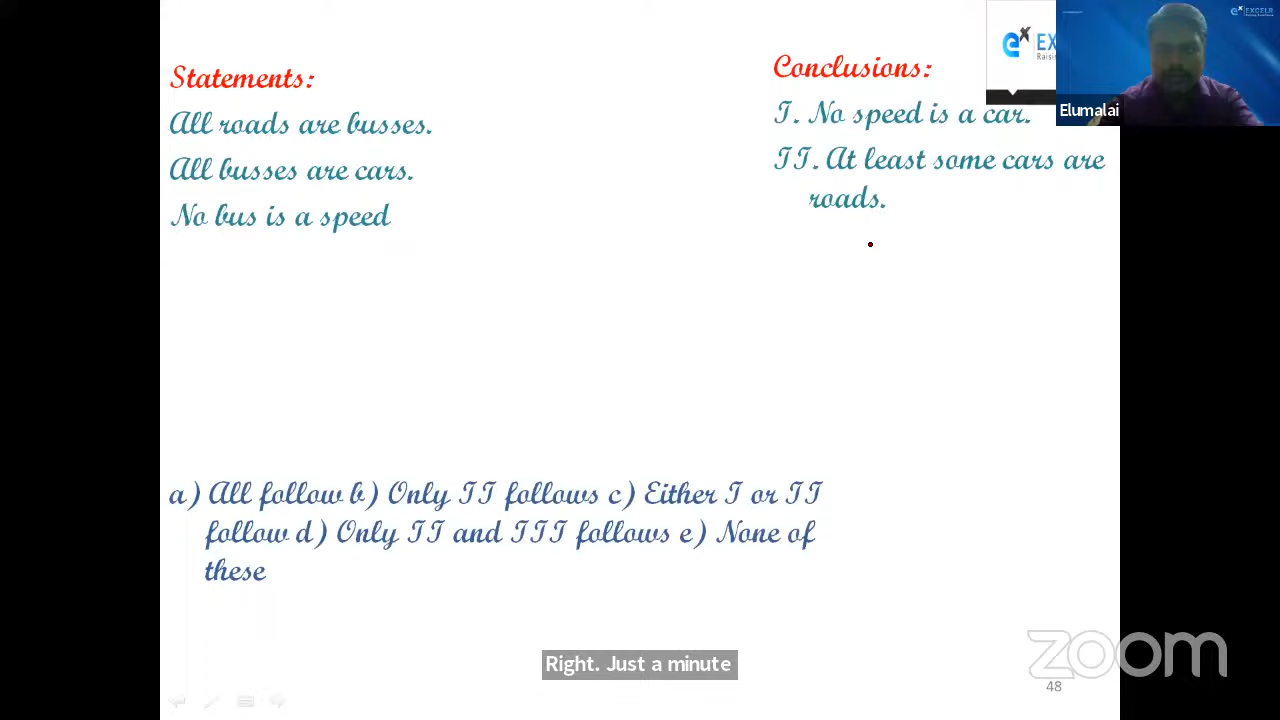 Statements:
All roads are busses.
All busses are cars.
No bus is a speed
Conclusions:
I. No speed is a car.
II. At least some cars are
roads.
a) All follow b) Only II follows c) Either I or II
follow d) Only II and III follows e) None of
these
Right. Just a minute
zoom
48
Elumalai
EXCELR